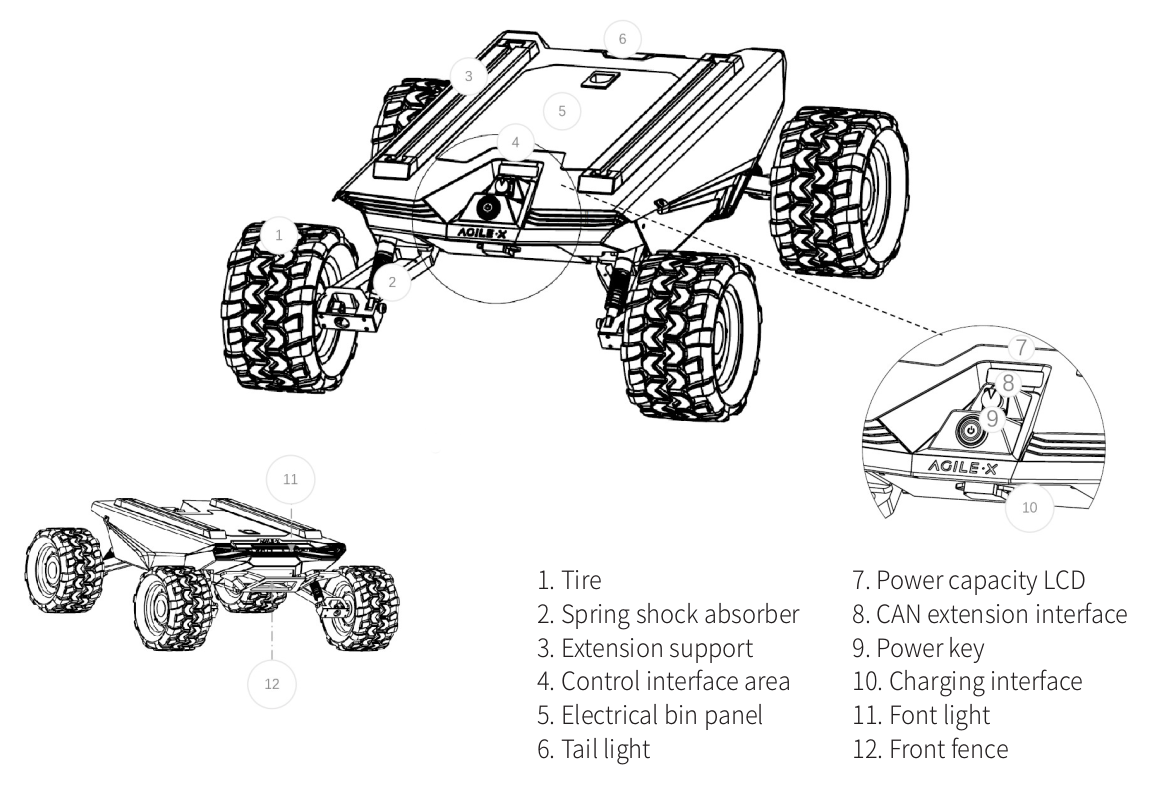 6
3
5
4
1
AGILE·X
2
7
8
9
AGILE·X
10
11
12
1. Tire
2. Spring shock absorber
3. Extension support
4. Control interface area
5. Electrical bin panel
6. Tail light
7. Power capacity LCD
8. CAN extension interface
9. Power key
10. Charging interface
11. Font light
12. Front fence